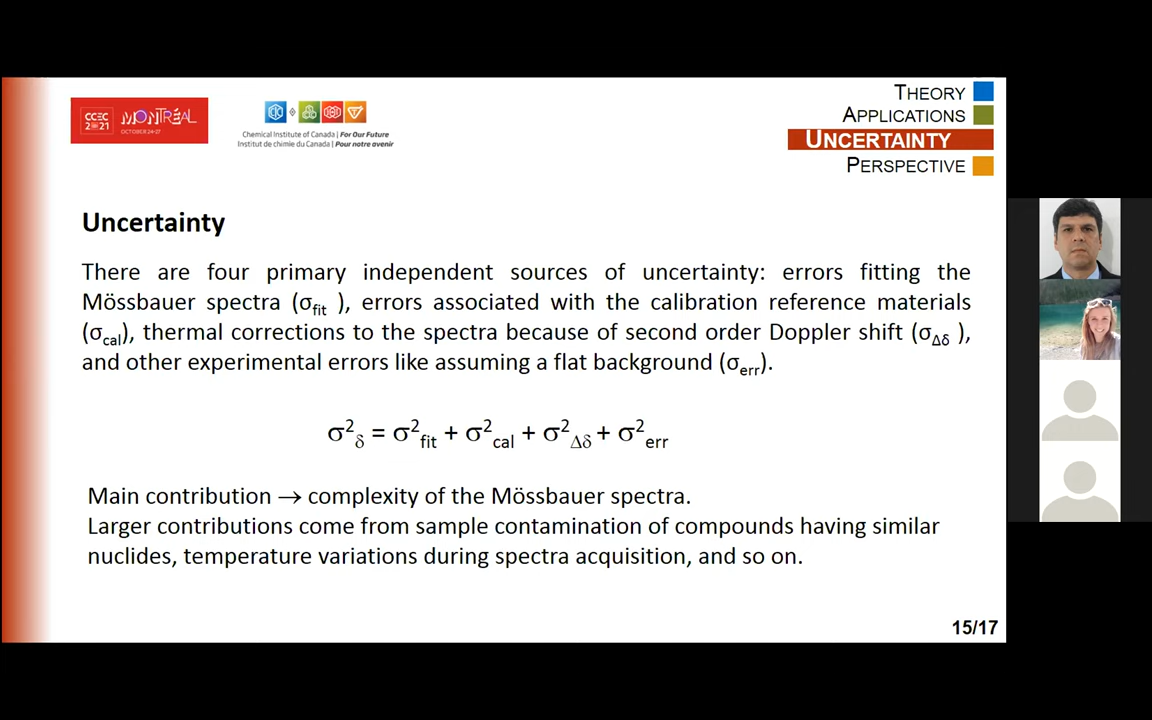 CCEC
2021
MONTRÉAL
OCTOBER 24-27
Chemical Institute of Canada | For Our Future
Institut de chimie du Canada | Pour notre avenir
THEORY
APPLICATIONS
UNCERTAINTY
PERSPECTIVE
Uncertainty
There are four primary independent sources of uncertainty: errors fitting the
Mössbauer spectra (σfit ), errors associated with the calibration reference materials
(σcal), thermal corrections to the spectra because of second order Doppler shift (σΔδ ),
and other experimental errors like assuming a flat background (σerr).
σ²δ = σ²fit + σ²cal + σ²Δδ + σ²err
Main contribution → complexity of the Mössbauer spectra.
Larger contributions come from sample contamination of compounds having similar
nuclides, temperature variations during spectra acquisition, and so on.
15/17